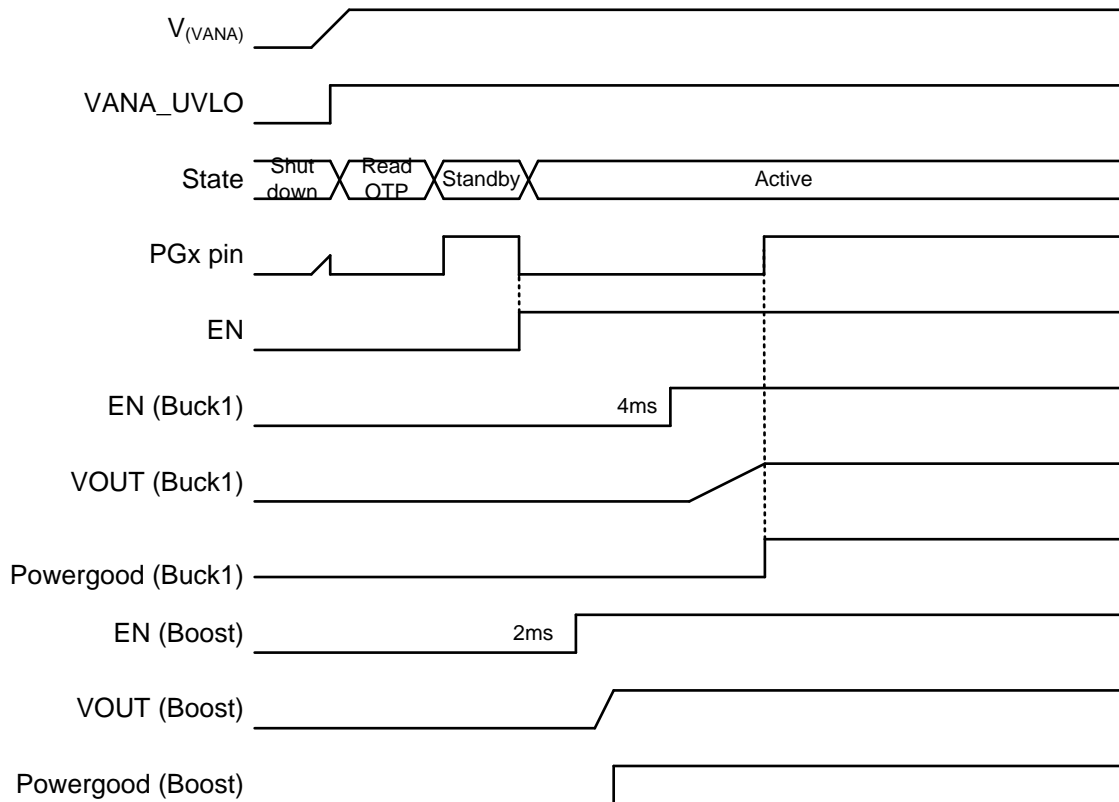 V(VANA)
VANA_UVLO
State
Shut
down
Read
OTP
Standby
Active
PGx pin
EN
EN (Buck1)
4ms
VOUT (Buck1)
Powergood (Buck1)
EN (Boost)
2ms
VOUT (Boost)
Powergood (Boost)